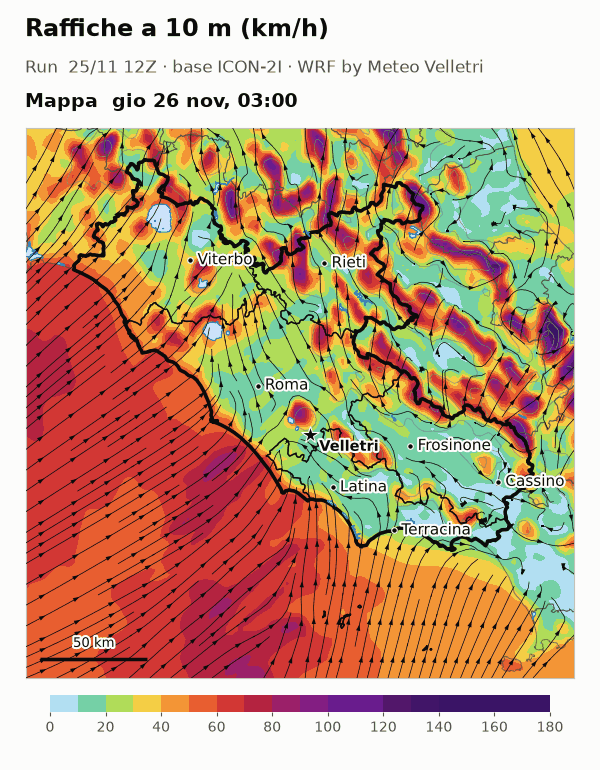 Raffiche a 10 m (km/h)
Run  25/11 12Z · base ICON-2I · WRF by Meteo Velletri
Mappa  gio 26 nov, 03:00
Viterbo
Rieti
Roma
Velletri
Frosinone
Latina
Cassino
Terracina
50 km
0 20 40 60 80 100 120 140 160 180